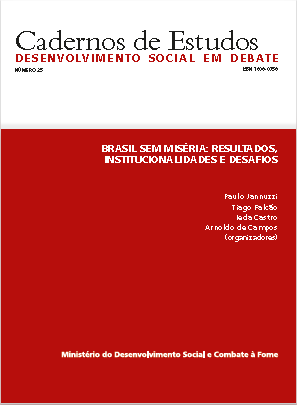 Cadernos de Estudos
DESENVOLVIMENTO SOCIAL EM DEBATE
NÚMERO 25
ISSN 1808-0758
BRASIL SEM MISÉRIA: RESULTADOS,
INSTITUCIONALIDADES E DESAFIOS
Paulo Jannuzzi
Tiago Falcão
Ieda Castro
Arnoldo de Campos
(organizadores)
Ministério do Desenvolvimento Social e Combate à Fome